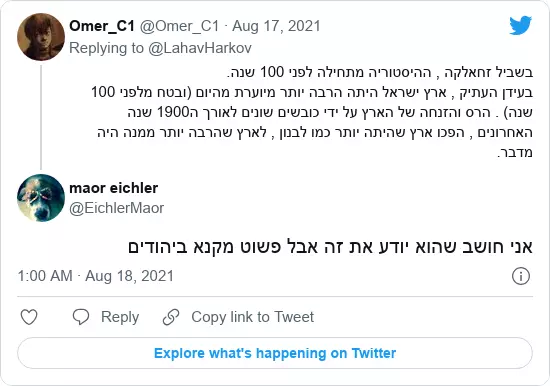 Omer_C1 @Omer_C1 · Aug 17, 2021
Replying to @LahavHarkov
בשביל זחאלקה , ההיסטוריה מתחילה לפני 100 שנה.
בעידן העתיק , ארץ ישראל היתה הרבה יותר מיוערת מהיום (ובטח מלפני 100
שנה) . הרס והזנחה של הארץ על ידי כובשים שונים לאורך ה1900 שנה
האחרונים , הפכו ארץ שהיתה יותר כמו לבנון , לארץ שהרבה יותר ממנה היה
מדבר.
maor eichler
@EichlerMaor
אני חושב שהוא יודע את זה אבל פשוט מקנא ביהודים
1:00 AM · Aug 18, 2021
Reply
Copy link to Tweet
Explore what's happening on Twitter